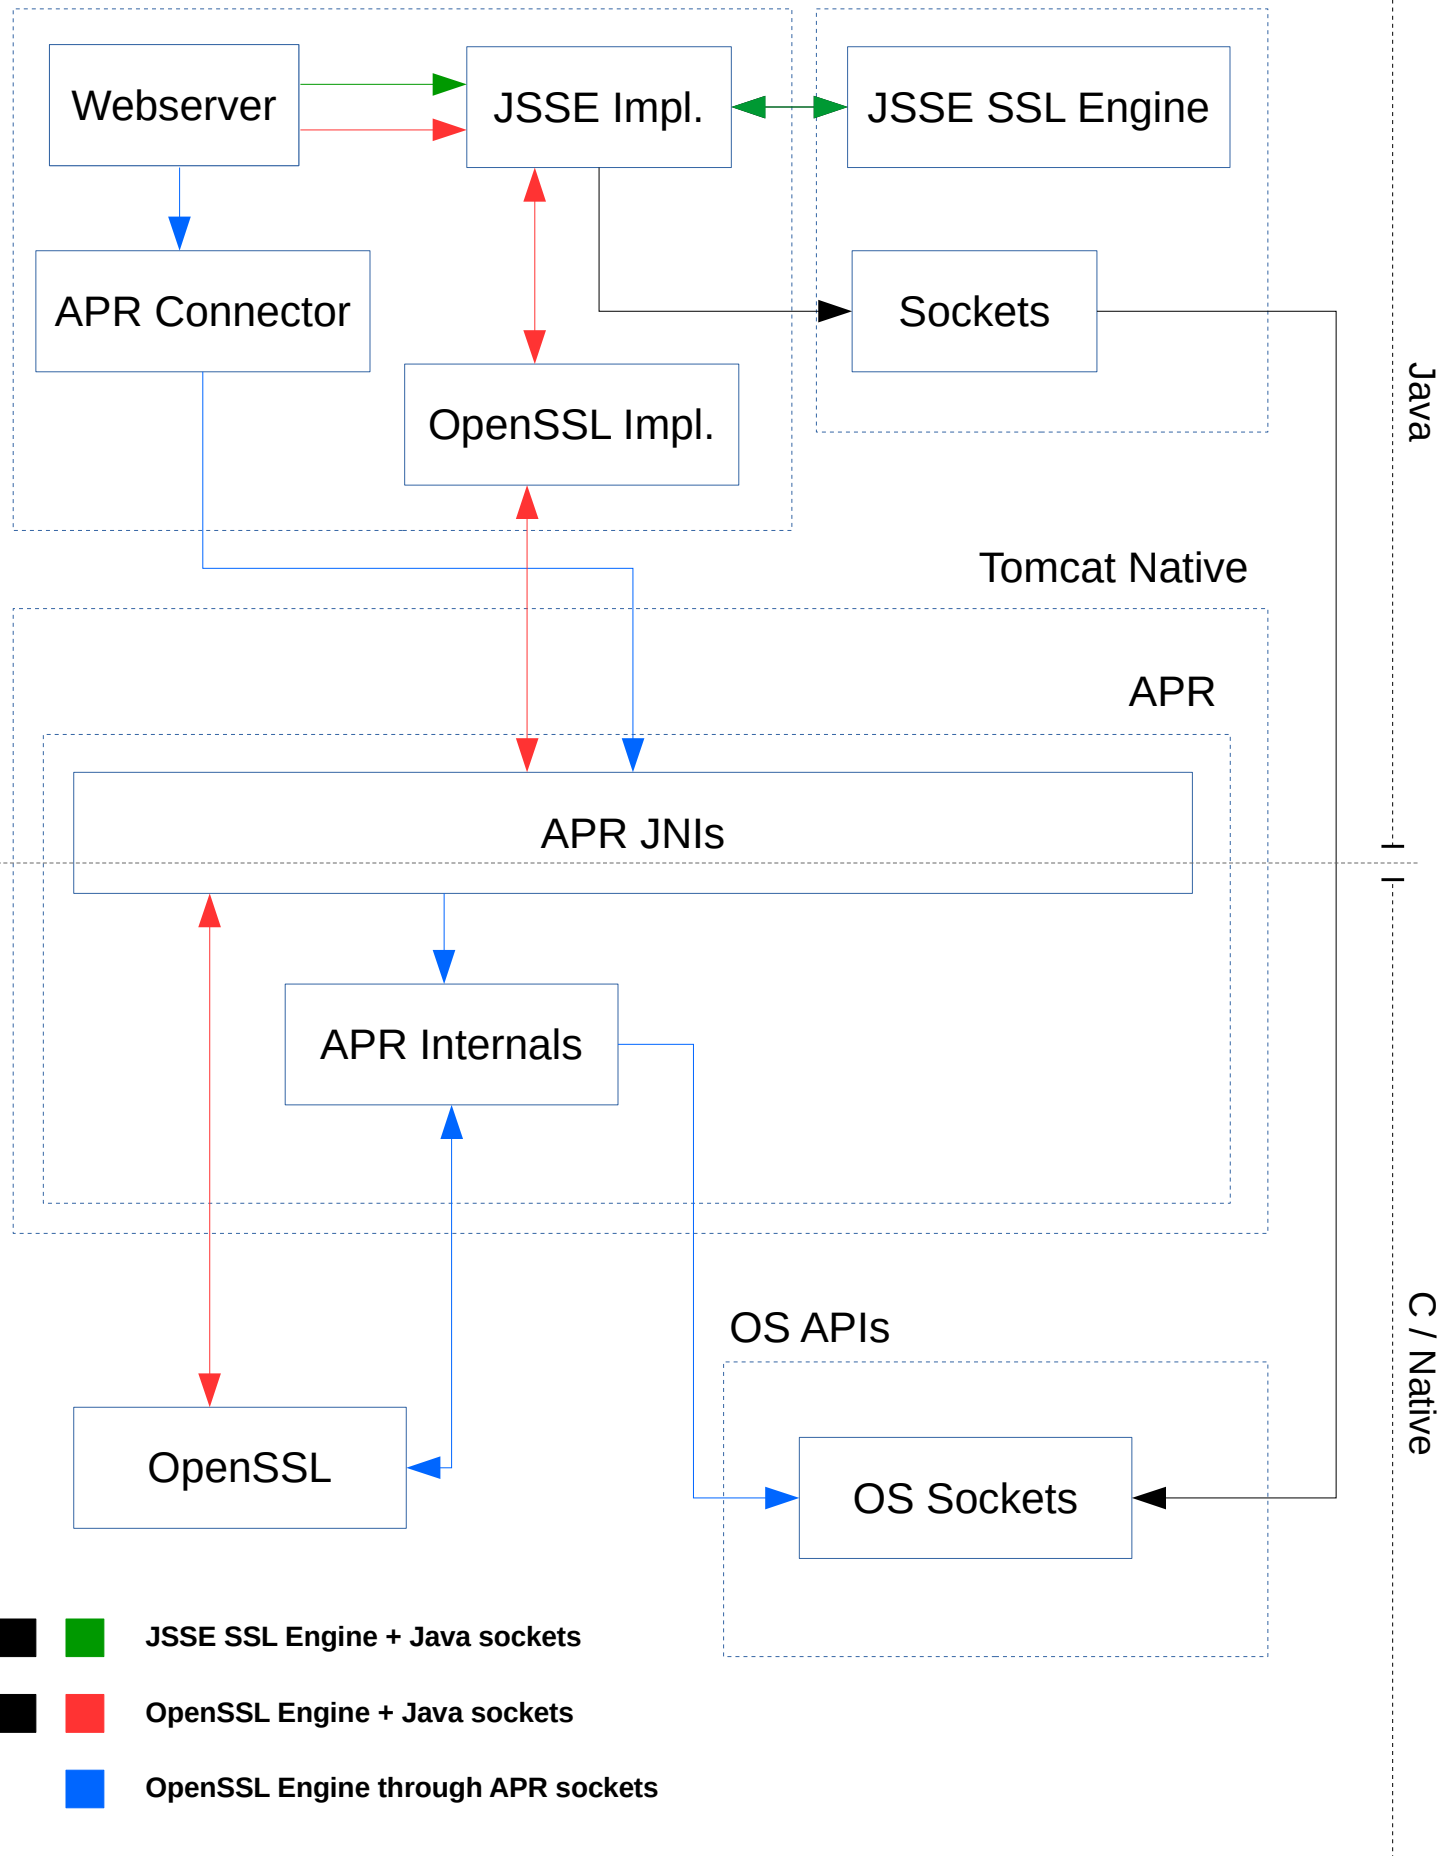 Webserver
JSSE Impl.
JSSE SSL Engine
APR Connector
Sockets
OpenSSL Impl.
Java
Tomcat Native
APR
APR JNIs
APR Internals
OS APIs
C / Native
OpenSSL
OS Sockets
JSSE SSL Engine + Java sockets
OpenSSL Engine + Java sockets
OpenSSL Engine through APR sockets